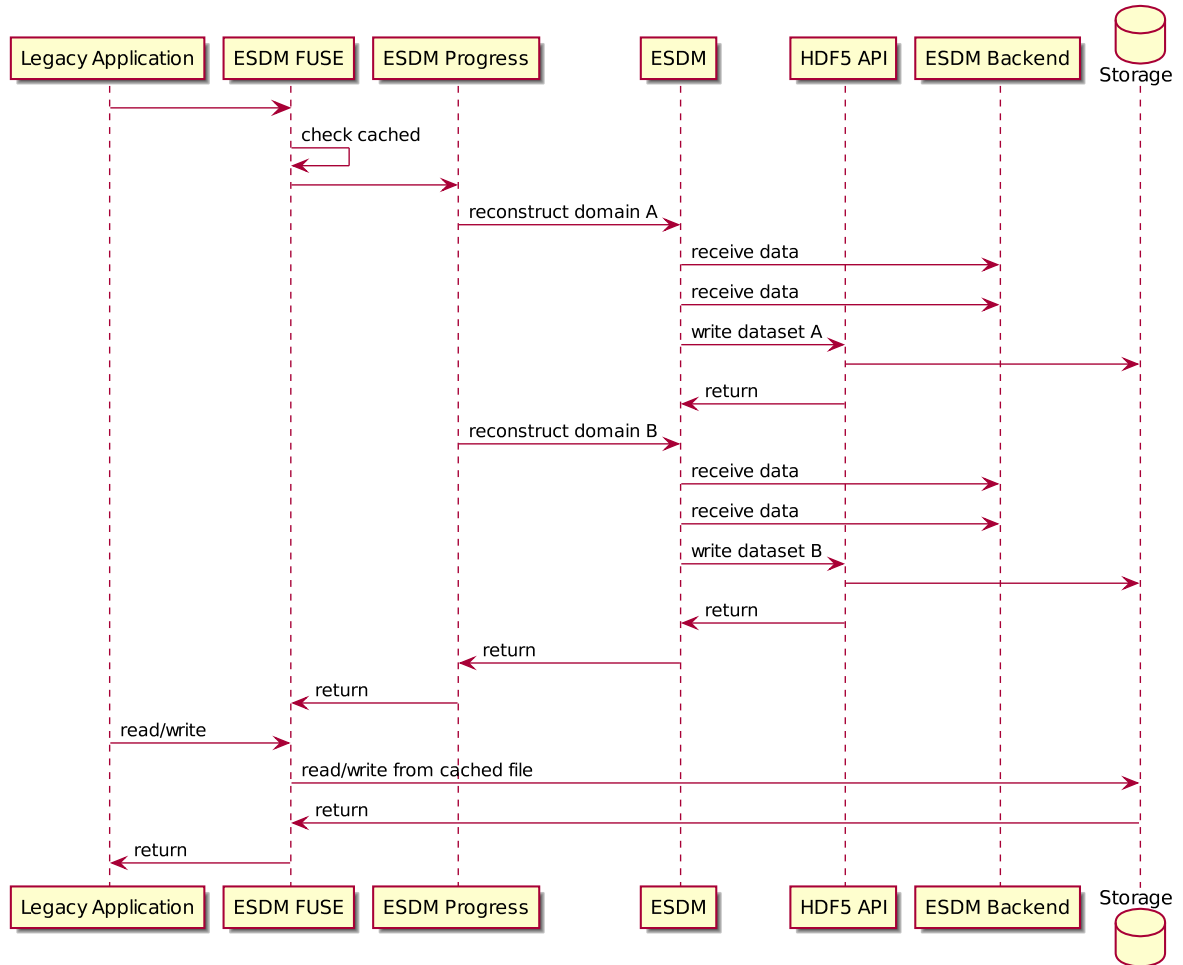 Storage
Legacy Application
ESDM FUSE
ESDM Progress
ESDM
HDF5 API
ESDM Backend
check cached
reconstruct domain A
receive data
receive data
write dataset A
return
reconstruct domain B
receive data
receive data
write dataset B
return
return
return
read/write
read/write from cached file
return
return
Legacy Application
ESDM FUSE
ESDM Progress
ESDM
HDF5 API
ESDM Backend
Storage